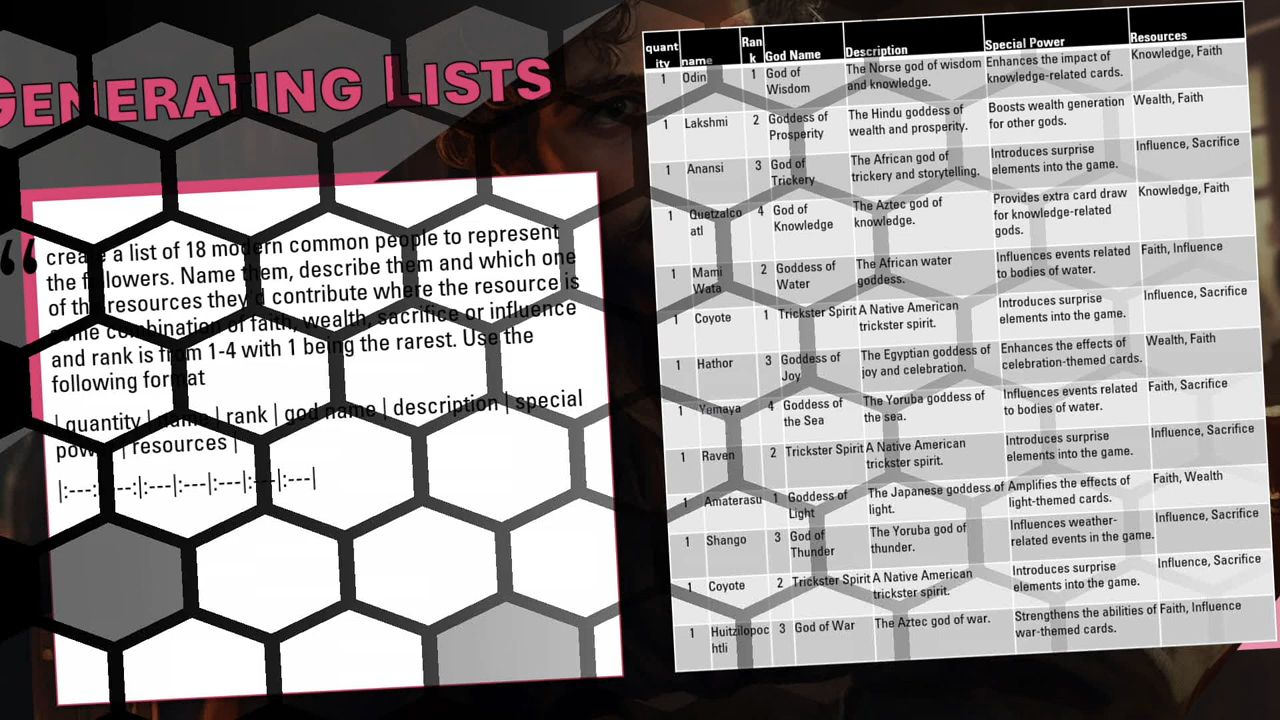 GENERATING LISTS
“
create a list of 18 modern common people to represent
the followers. Name them, describe them and which one
of the resources they'd contribute where the resource is
some combination of faith, wealth, sacrifice or influence
and rank is from 1-4 with 1 being the rarest. Use the
following format
| quantity | name | rank | god name | description | special
power | resources |
|:---:|:---:|:---|:---|:---|:---|:---|
quant
ity name Ran
k God Name Description Special Power Resources
1 Odin 1 God of
Wisdom The Norse god of wisdom
and knowledge. Enhances the impact of
knowledge-related cards. Knowledge, Faith
1 Lakshmi 2 Goddess of
Prosperity The Hindu goddess of
wealth and prosperity. Boosts wealth generation
for other gods. Wealth, Faith
1 Anansi 3 God of
Trickery The African god of
trickery and storytelling. Introduces surprise
elements into the game. Influence, Sacrifice
1 Quetzalco
atl 4 God of
Knowledge The Aztec god of
knowledge. Provides extra card draw
for knowledge-related
gods. Knowledge, Faith
1 Mami
Wata 2 Goddess of
Water The African water
goddess. Influences events related
to bodies of water. Faith, Influence
1 Coyote 1 Trickster Spirit A Native American
trickster spirit. Introduces surprise
elements into the game. Influence, Sacrifice
1 Hathor 3 Goddess of
Joy The Egyptian goddess of
joy and celebration. Enhances the effects of
celebration-themed cards. Wealth, Faith
1 Yemaya 4 Goddess of
the Sea The Yoruba goddess of
the sea. Influences events related
to bodies of water. Faith, Sacrifice
1 Raven 2 Trickster Spirit A Native American
trickster spirit. Introduces surprise
elements into the game. Influence, Sacrifice
1 Amaterasu 1 Goddess of
Light The Japanese goddess of
light. Amplifies the effects of
light-themed cards. Faith, Wealth
1 Shango 3 God of
Thunder The Yoruba god of
thunder. Influences weather-
related events in the game. Influence, Sacrifice
1 Coyote 2 Trickster Spirit A Native American
trickster spirit. Introduces surprise
elements into the game. Influence, Sacrifice
1 Huitzilopoc
htli 3 God of War The Aztec god of war. Strengthens the abilities of
war-themed cards. Faith, Influence